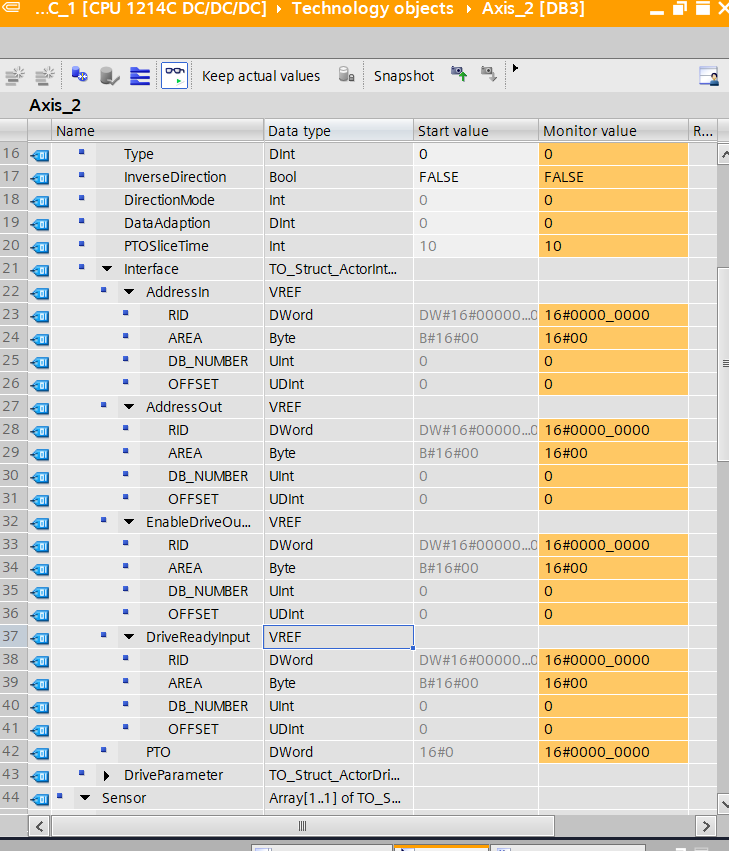 ...C_1 [CPU 1214C DC/DC/DC] › Technology objects › Axis_2 [DB3]
Keep actual values Snapshot
Axis_2
Name Data type Start value Monitor value R...
16 Type DInt 0 0
17 InverseDirection Bool FALSE FALSE
18 DirectionMode Int 0 0
19 DataAdaption DInt 0 0
20 PTOSliceTime Int 10 10
21 Interface TO_Struct_ActorInt...
22 AddressIn VREF
23 RID DWord DW#16#00000...0 16#0000_0000
24 AREA Byte B#16#00 16#00
25 DB_NUMBER UInt 0 0
26 OFFSET UDInt 0 0
27 AddressOut VREF
28 RID DWord DW#16#00000...0 16#0000_0000
29 AREA Byte B#16#00 16#00
30 DB_NUMBER UInt 0 0
31 OFFSET UDInt 0 0
32 EnableDriveOu... VREF
33 RID DWord DW#16#00000...0 16#0000_0000
34 AREA Byte B#16#00 16#00
35 DB_NUMBER UInt 0 0
36 OFFSET UDInt 0 0
37 DriveReadyInput VREF
38 RID DWord DW#16#00000...0 16#0000_0000
39 AREA Byte B#16#00 16#00
40 DB_NUMBER UInt 0 0
41 OFFSET UDInt 0 0
42 PTO DWord 16#0 16#0000_0000
43 DriveParameter TO_Struct_ActorDri...
44 Sensor Array[1..1] of TO_S...